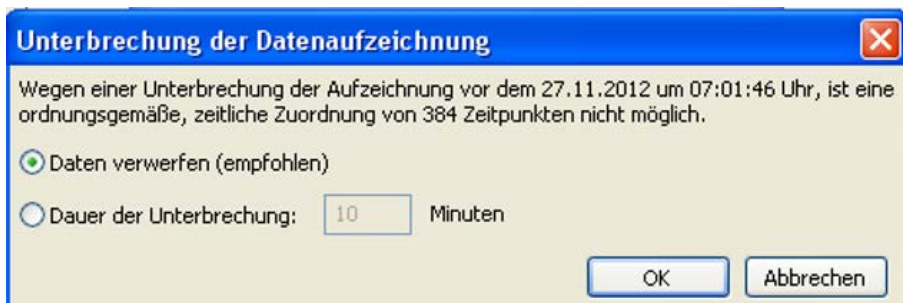 Unterbrechung der Datenaufzeichnung
Wegen einer Unterbrechung der Aufzeichnung vor dem 27.11.2012 um 07:01:46 Uhr, ist eine
ordnungsgemäße, zeitliche Zuordnung von 384 Zeitpunkten nicht möglich.
Daten verwerfen (empfohlen)
Dauer der Unterbrechung: 10 Minuten
OK Abbrechen